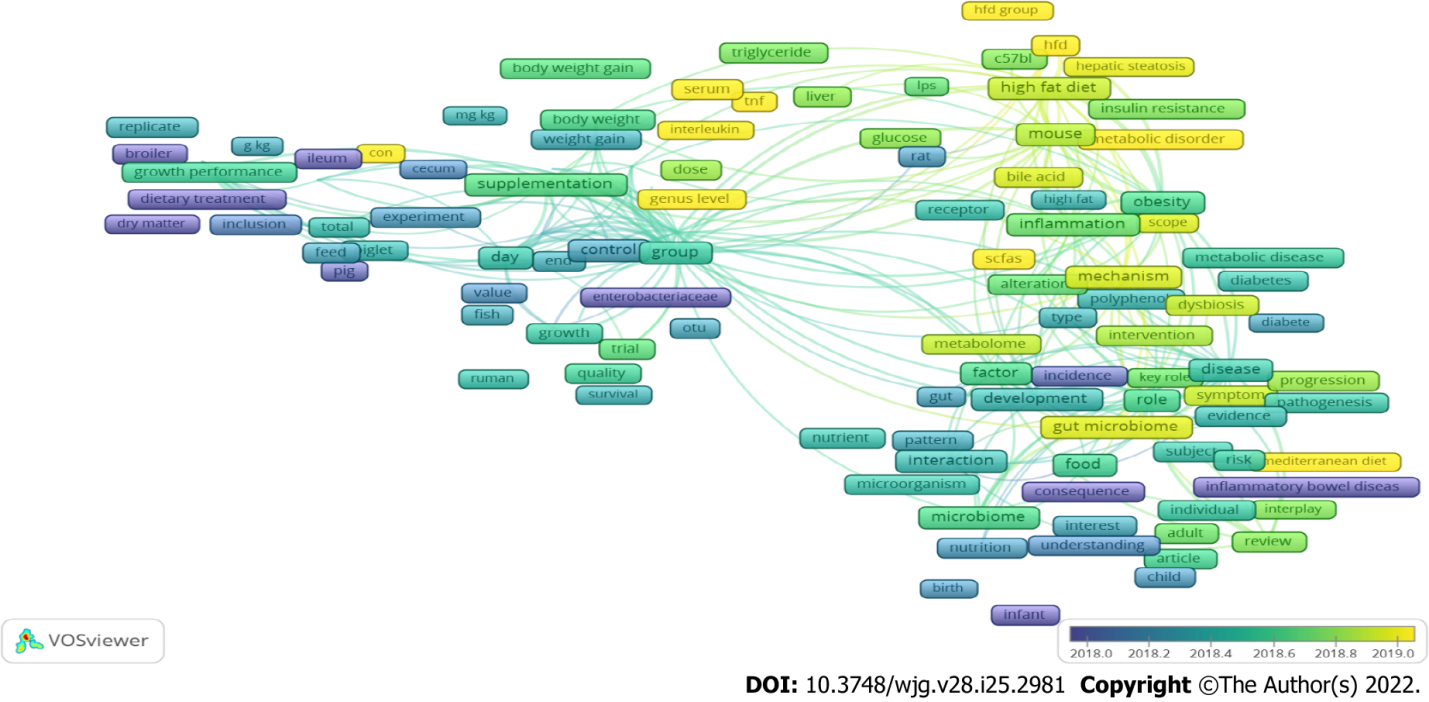 hfd group
hfd
triglyceride
c57bl
hepatic steatosis
body weight gain
serum
tnf
liver
lps
high fat diet
insulin resistance
mg kg
body weight
interleukin
replicate
weight gain
glucose
mouse
metabolic disorder
g kg
broiler
ileum
con
cecum
rat
growth performance
dose
bile acid
supplementation
dietary treatment
genus level
high fat
obesity
receptor
dry matter
inclusion
total
experiment
inflammation
scope
feed
iglet
day
end
control
group
scfas
metabolic disease
pig
mechanism
alteration
polyphenol
diabetes
value
enterobacteriaceae
dysbiosis
fish
type
diabete
growth
otu
intervention
trial
metabolome
ruman
quality
factor
incidence
key role
disease
progression
survival
gut
development
role
symptom
pathogenesis
evidence
gut microbiome
nutrient
pattern
interaction
food
subject
risk
mediterranean diet
microorganism
consequence
inflammatory bowel diseas
microbiome
interest
individual
interplay
nutrition
understanding
adult
review
article
birth
child
infant
VOSviewer
2018.0 2018.2 2018.4 2018.6 2018.8 2019.0
DOI: 10.3748/wjg.v28.i25.2981 Copyright ©The Author(s) 2022.